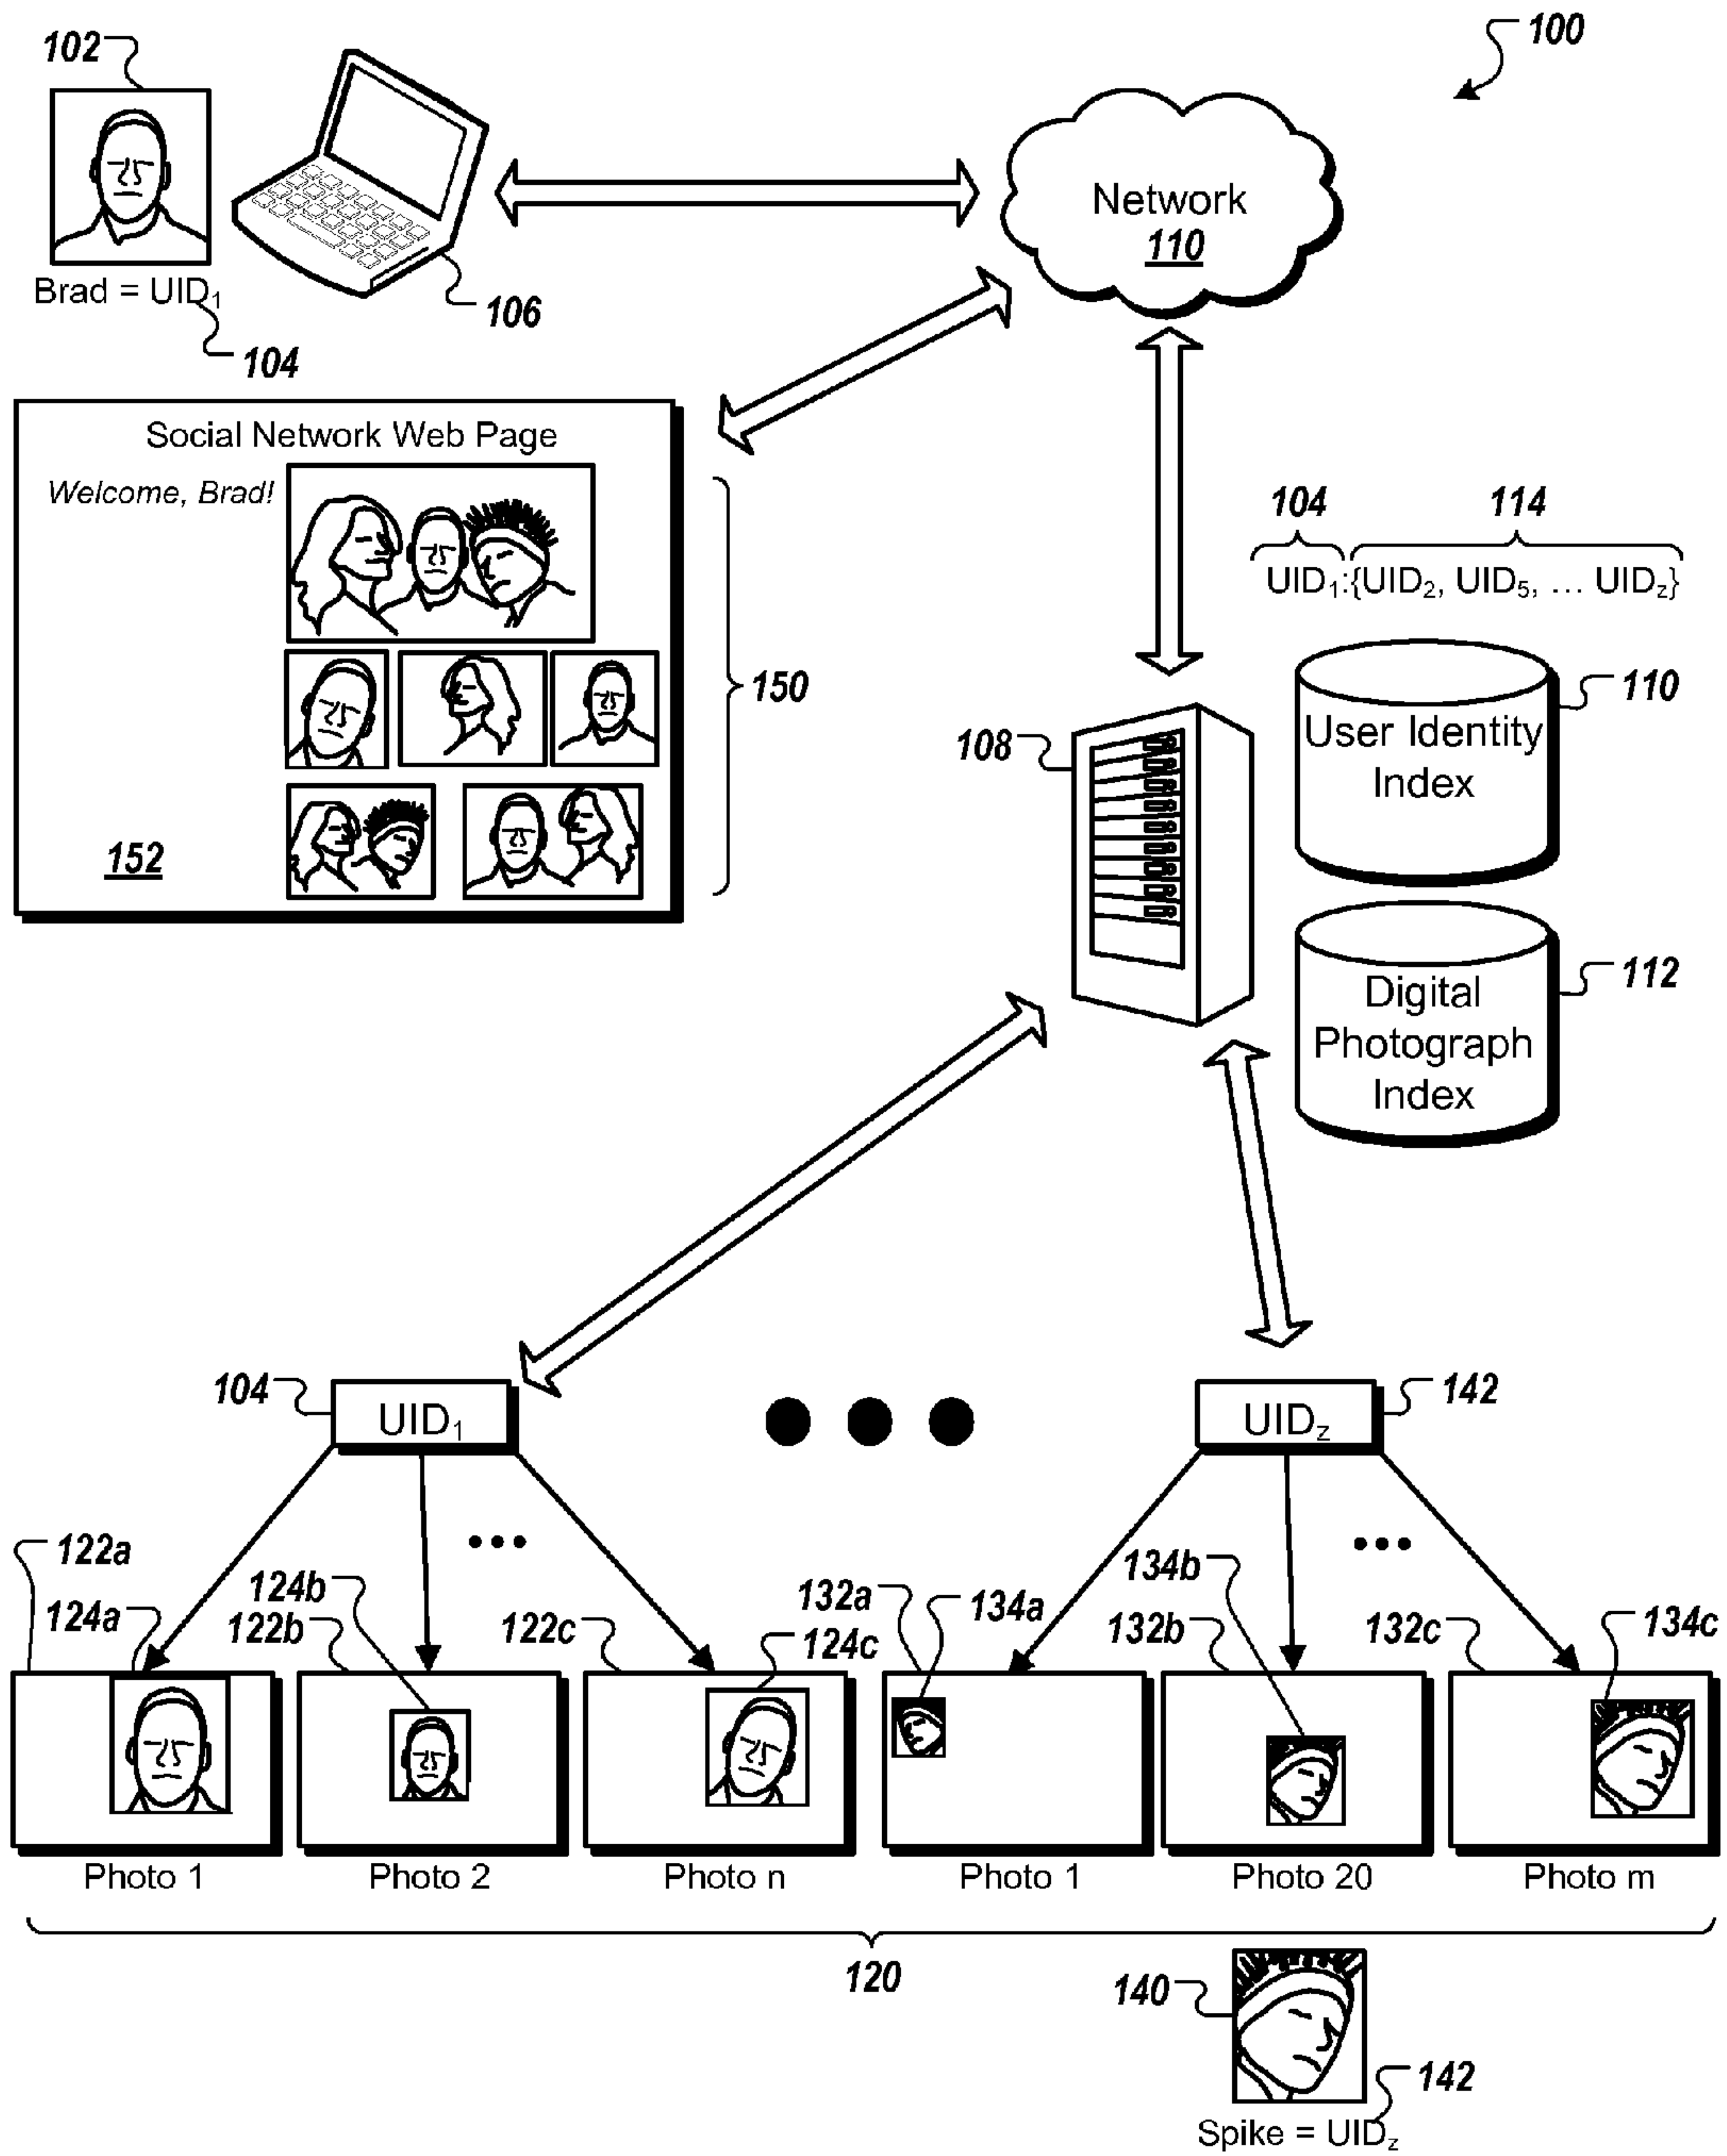 100
102
Brad = UID1
104
106
Network
110
Social Network Web Page
Welcome, Brad!
150
152
104 114
UID1:{UID2, UID5, ... UIDz}
108
User Identity
Index
110
Digital
Photograph
Index
112
104
UID1
UIDz
142
...
...
122a
124a
124b
122b
122c
124c
132a
134a
134b
132b
132c
134c
Photo 1
Photo 2
Photo n
Photo 1
Photo 20
Photo m
120
140
142
Spike = UIDz